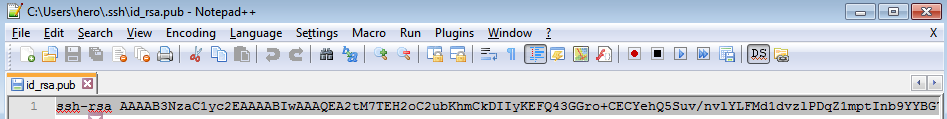 C:\Users\hero\.ssh\id_rsa.pub - Notepad++
File Edit Search View Encoding Language Settings Macro Run Plugins Window ? X
DS
id_rsa.pub
1 ssh-rsa AAAAB3NzaC1yc2EAAAABIwAAAQEA2tM7TEH2oC2ubKhmCkDIIyKEFQ43GGro+CECYehQ5Suv/nvlYLFMd1dvzlPDqZ1mptInb9YYBG